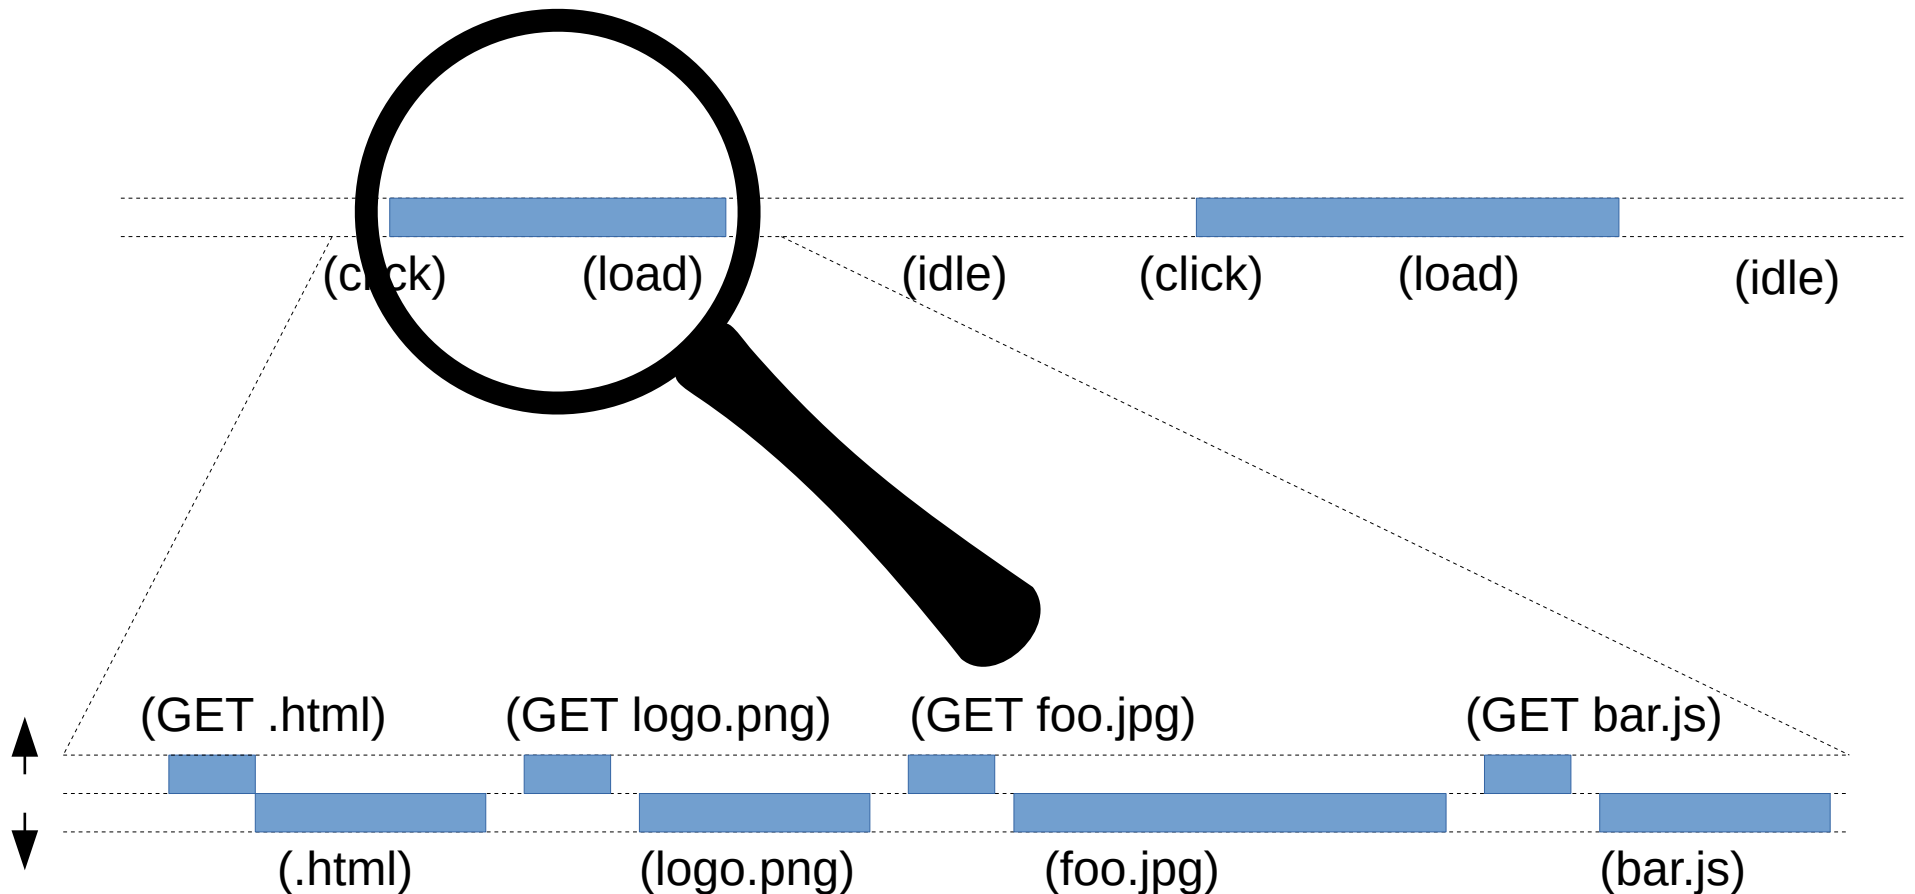 (click) (load) (idle) (click) (load) (idle)
(GET .html) (GET logo.png) (GET foo.jpg) (GET bar.js)
(.html) (logo.png) (foo.jpg) (bar.js)